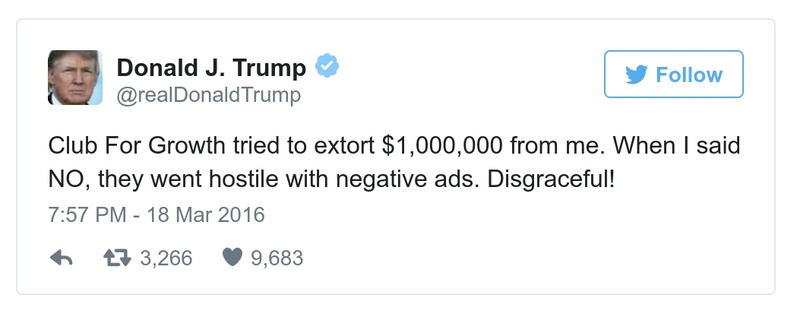 Donald J. Trump
@realDonaldTrump
Follow
Club For Growth tried to extort $1,000,000 from me. When I said
NO, they went hostile with negative ads. Disgraceful!
7:57 PM - 18 Mar 2016
3,266 9,683